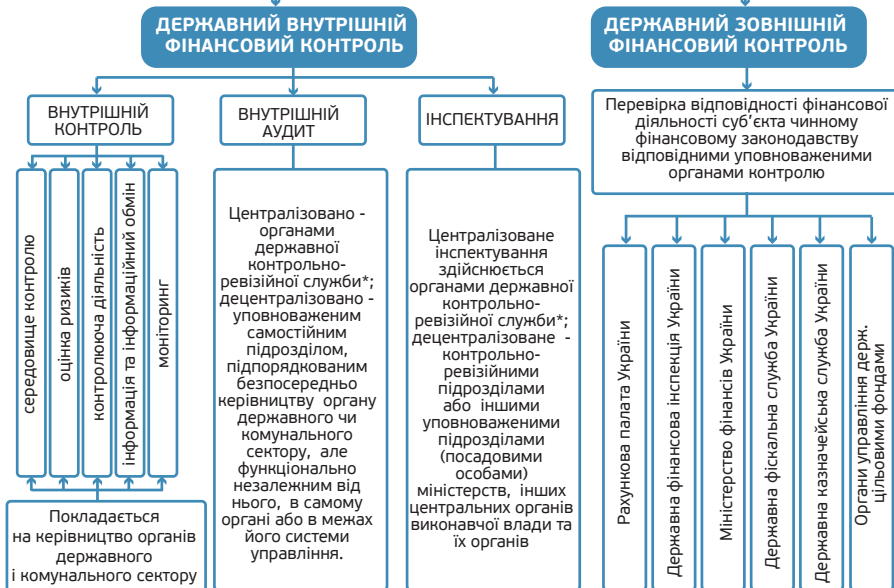 ДЕРЖАВНИЙ ВНУТРІШНІЙ
ФІНАНСОВИЙ КОНТРОЛЬ
ВНУТРІШНІЙ
КОНТРОЛЬ
середовище контролю
оцінка ризиків
контролююча діяльність
інформація та інформаційний обмін
моніторинг
Покладається
на керівництво органів
державного
і комунального сектору
ВНУТРІШНІЙ
АУДИТ
Централізовано -
органами
державної
контрольно-
ревізійної служби*;
децентралізовано -
уповноваженим
самостійним
підрозділом,
підпорядкованим
безпосередньо
керівництву органу
державного чи
комунального
сектору, але
функціонально
незалежним від
нього, в самому
органі або в межах
його системи
управління.
ІНСПЕКТУВАННЯ
Централізоване
інспектування
здійснюється
органами державної
контрольно-
ревізійної служби*;
децентралізоване -
контрольно-
ревізійними
підрозділами
або іншими
уповноваженими
підрозділами
(посадовими
особами)
міністерств, інших
центральних органів
виконавчої влади та
їх органів
ДЕРЖАВНИЙ ЗОВНІШНІЙ
ФІНАНСОВИЙ КОНТРОЛЬ
Перевірка відповідності фінансової
діяльності суб’єкта чинному
фінансовому законодавству
відповідними уповноваженими
органами контролю
Рахункова палата України
Державна фінансова інспекція України
Міністерство фінансів України
Державна фіскальна служба України
Державна казначейська служба України
Органи управління держ.
цільовими фондами